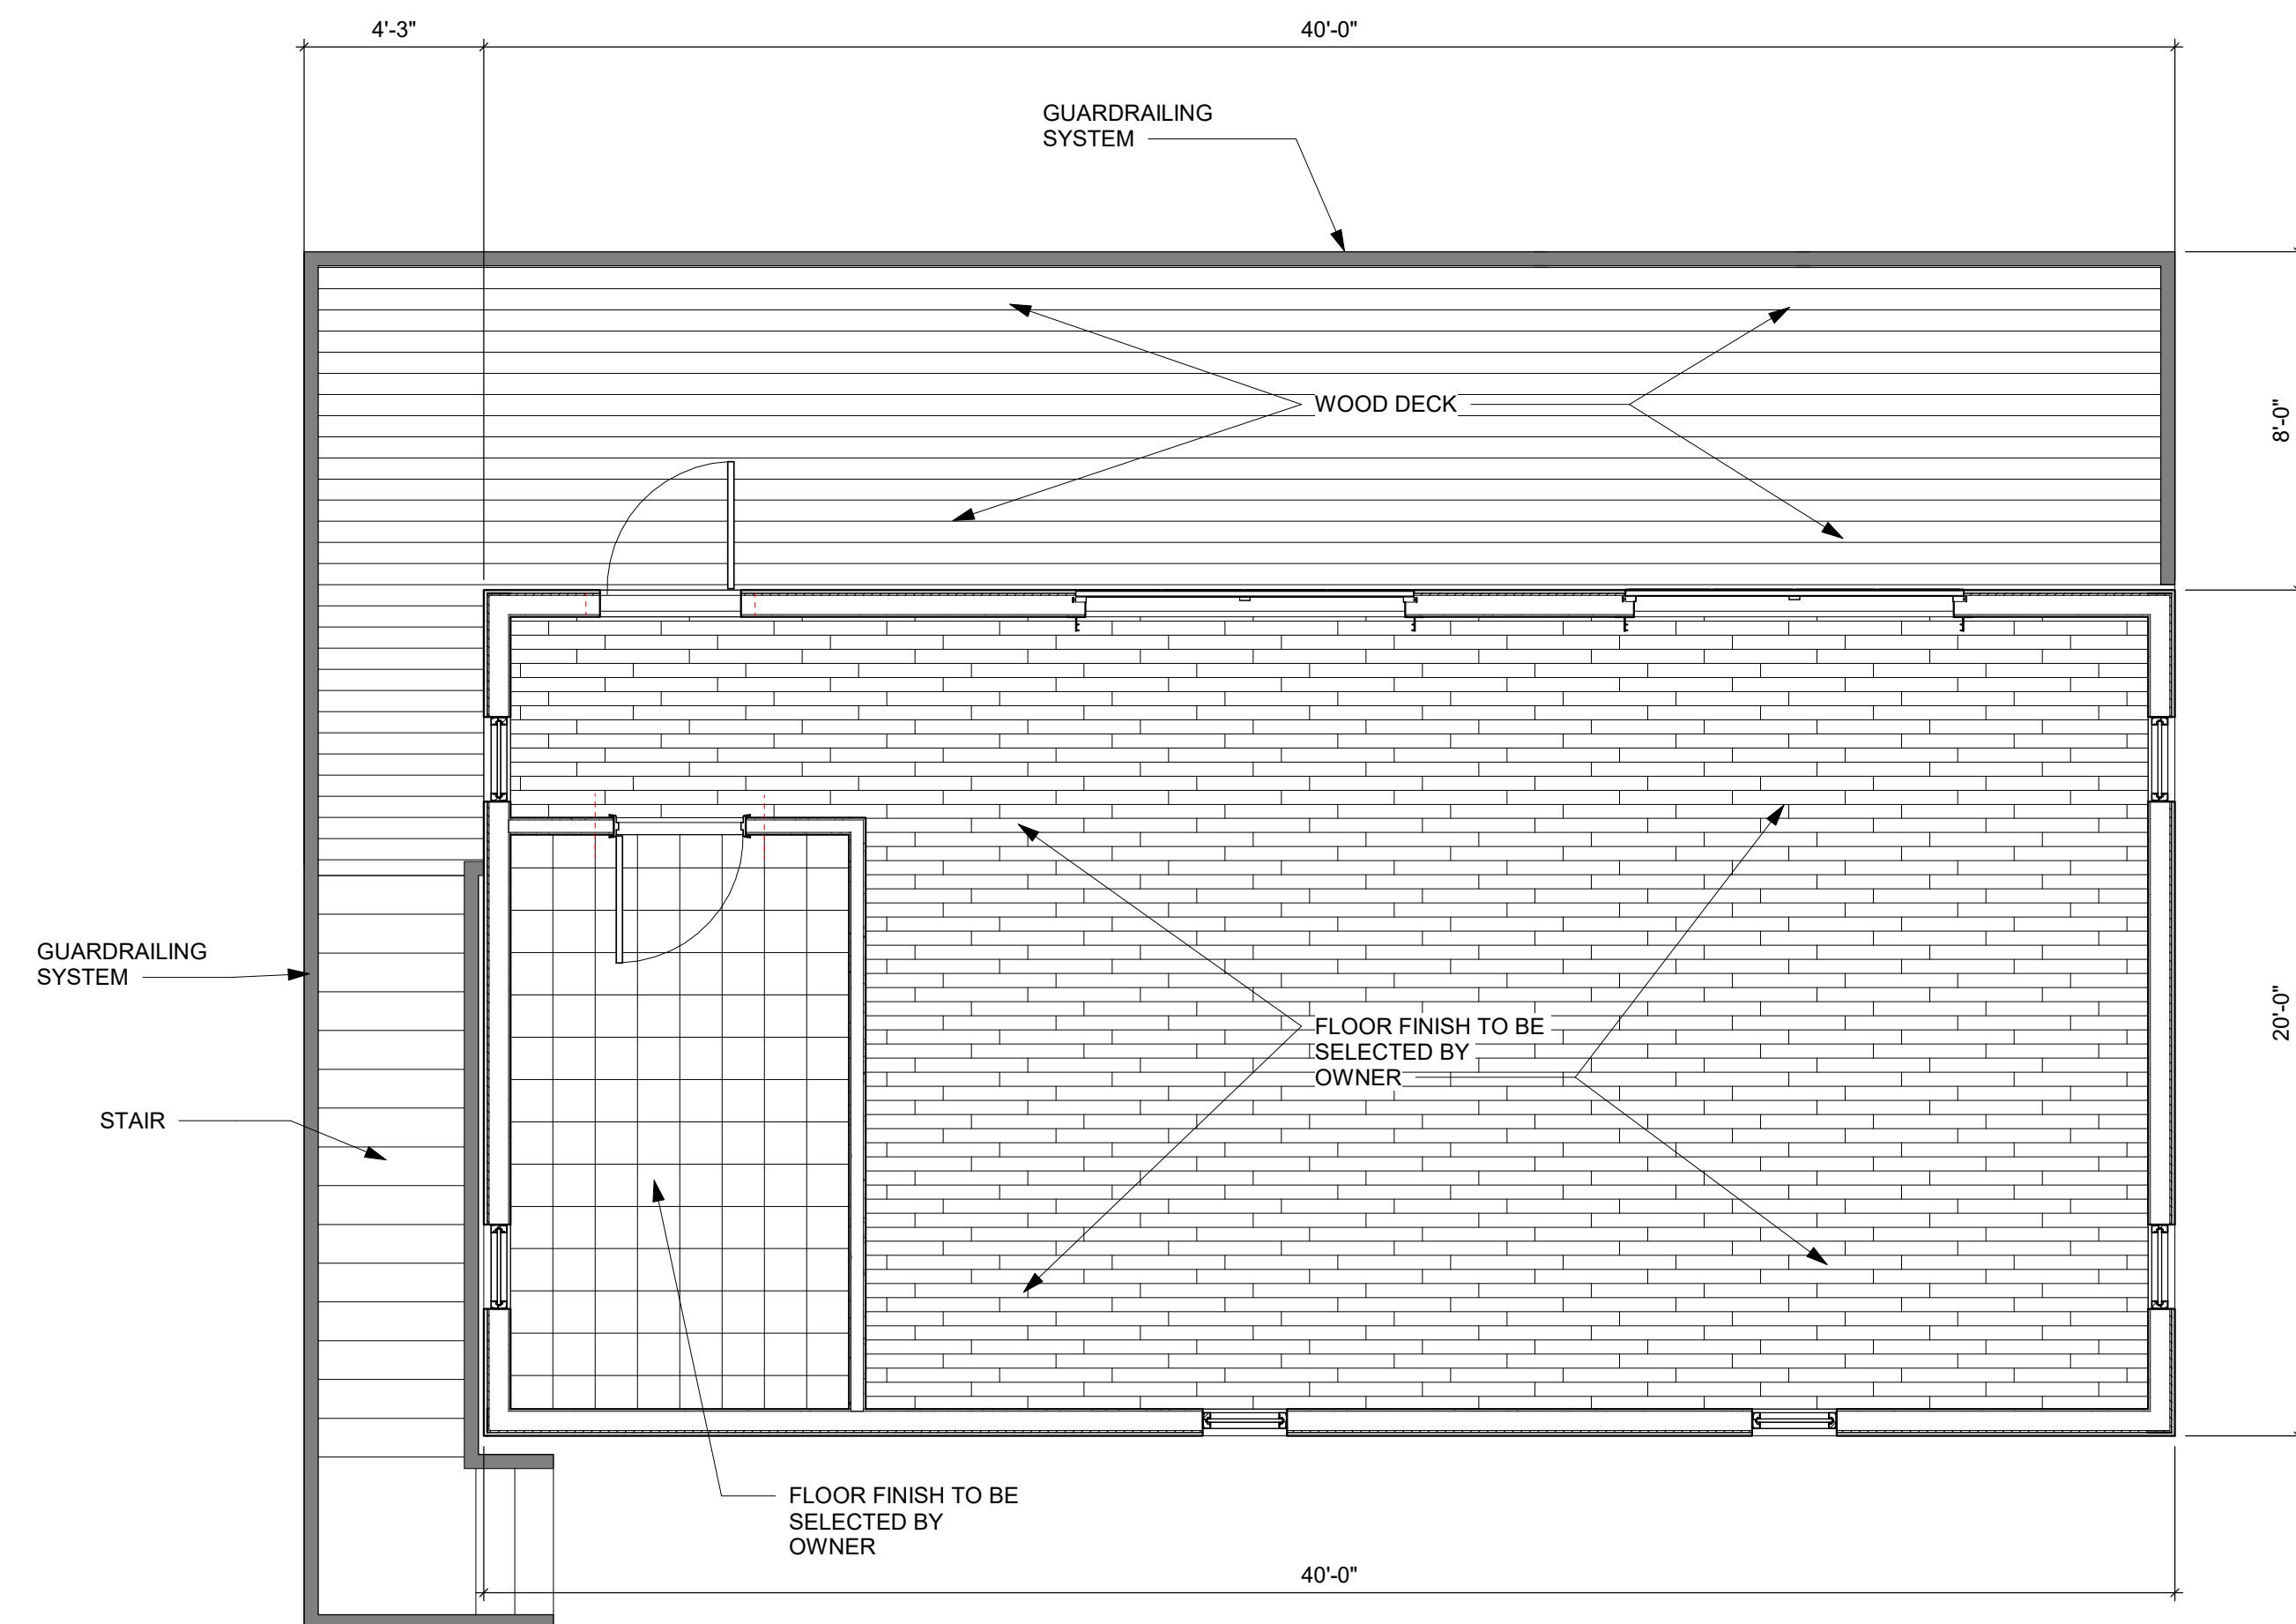 4'-3"
40'-0"
GUARDRAILING
SYSTEM
WOOD DECK
8'-0"
GUARDRAILING
SYSTEM
STAIR
FLOOR FINISH TO BE
SELECTED BY
OWNER
20'-0"
FLOOR FINISH TO BE
SELECTED BY
OWNER
40'-0"